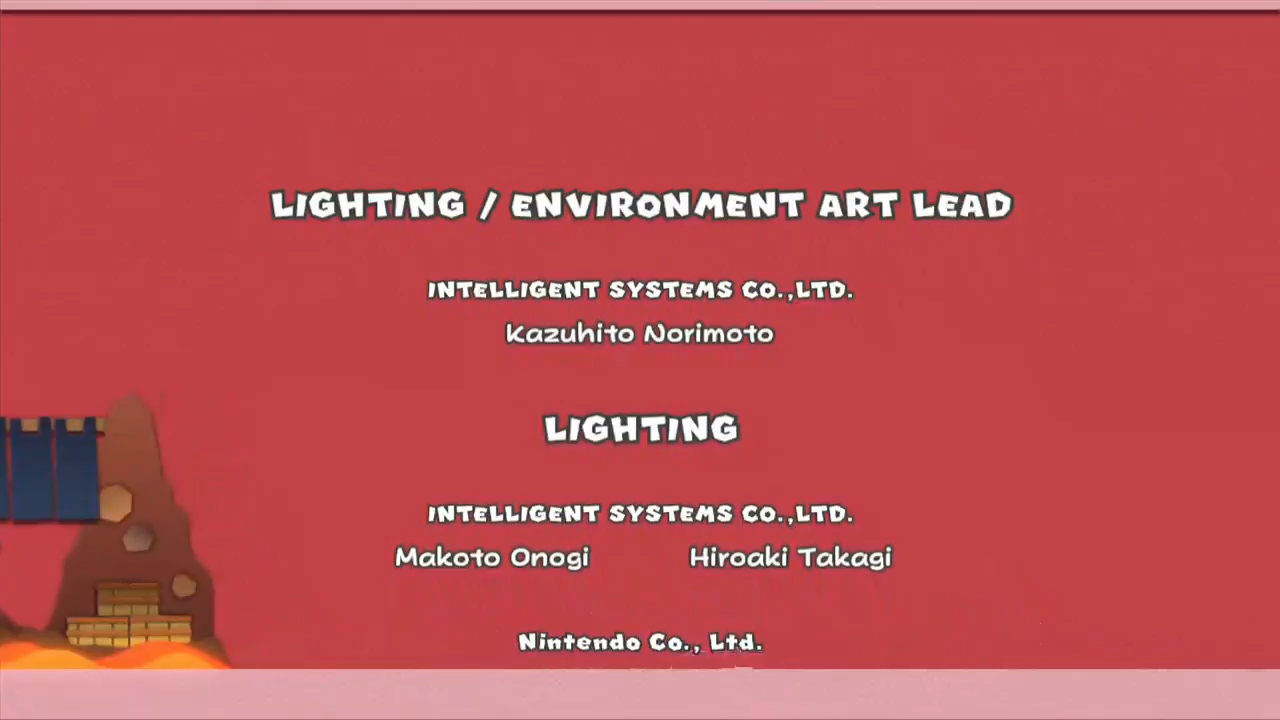 LIGHTING / ENVIRONMENT ART LEAD
INTELLIGENT SYSTEMS CO.,LTD.
Kazuhito Norimoto
LIGHTING
INTELLIGENT SYSTEMS CO.,LTD.
Makoto Onogi Hiroaki Takagi
Nintendo Co., Ltd.